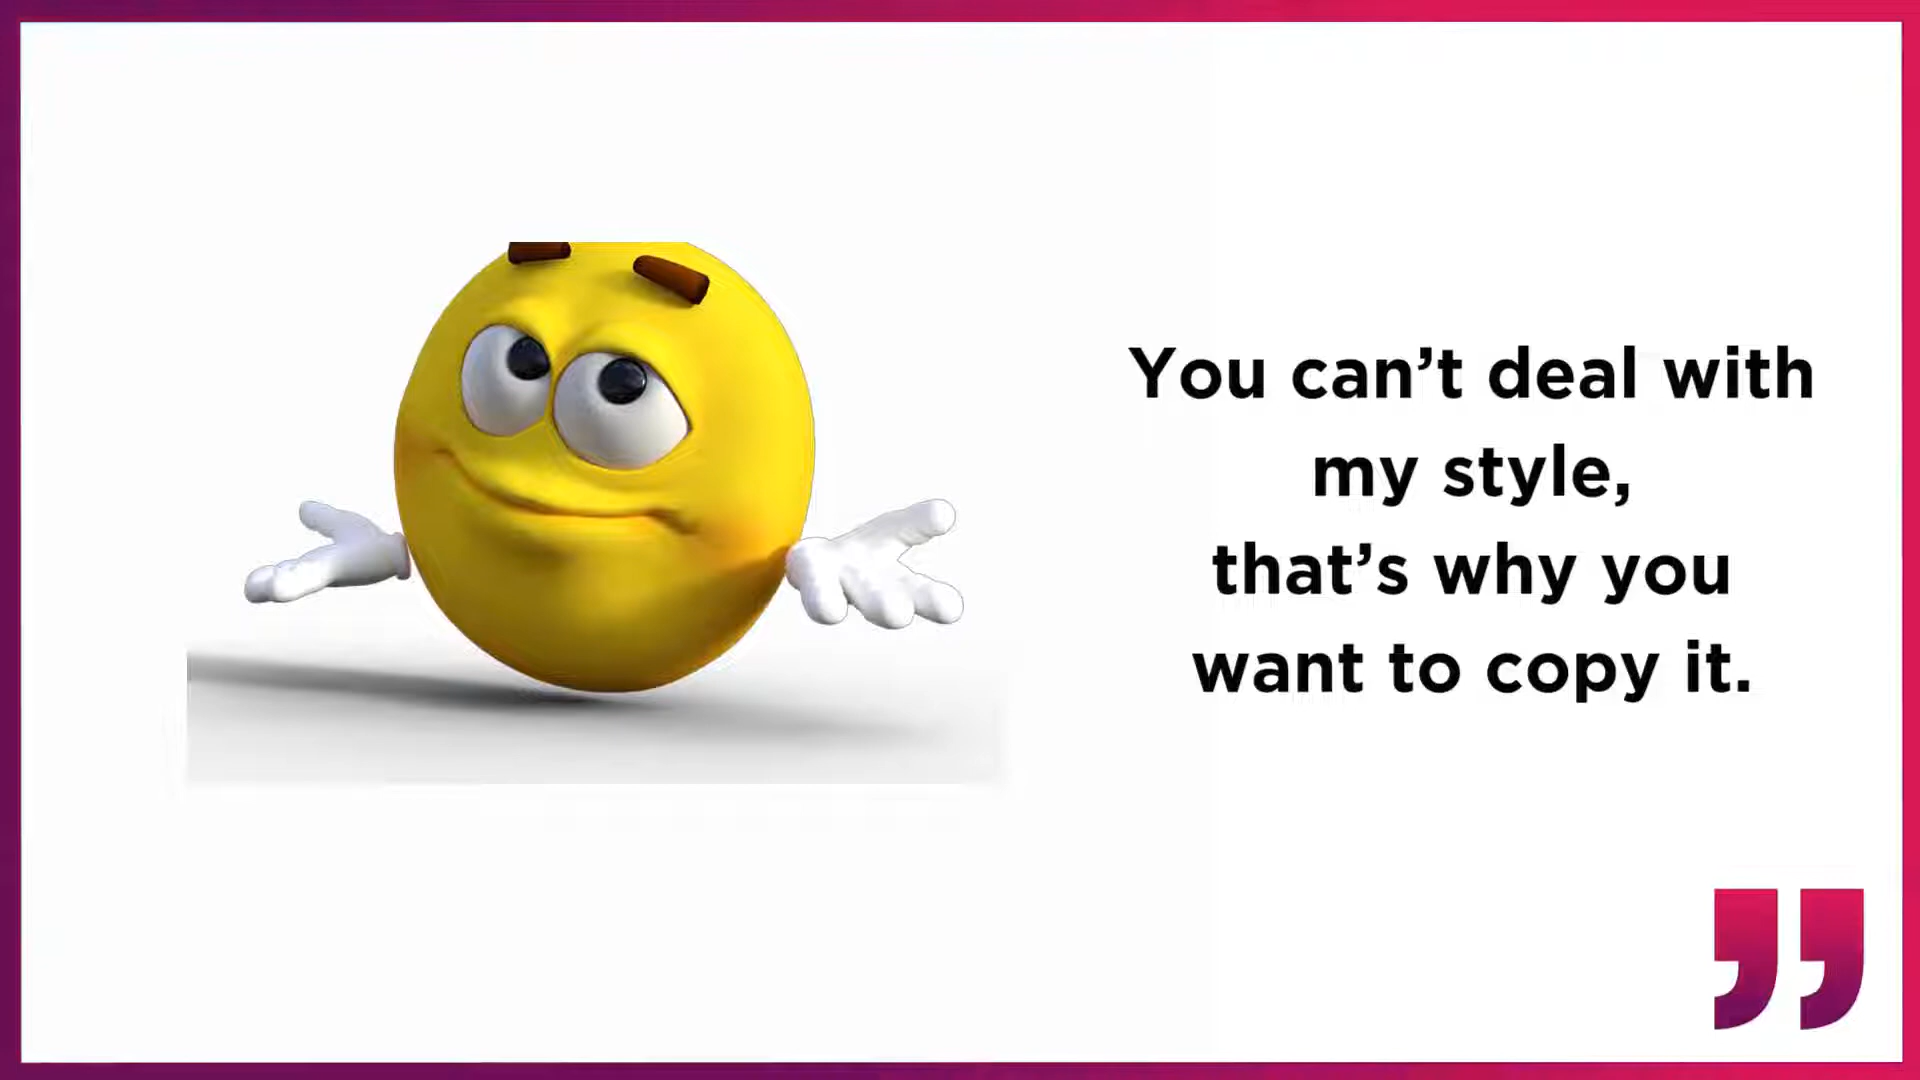 You can’t deal with
my style,
that’s why you
want to copy it.